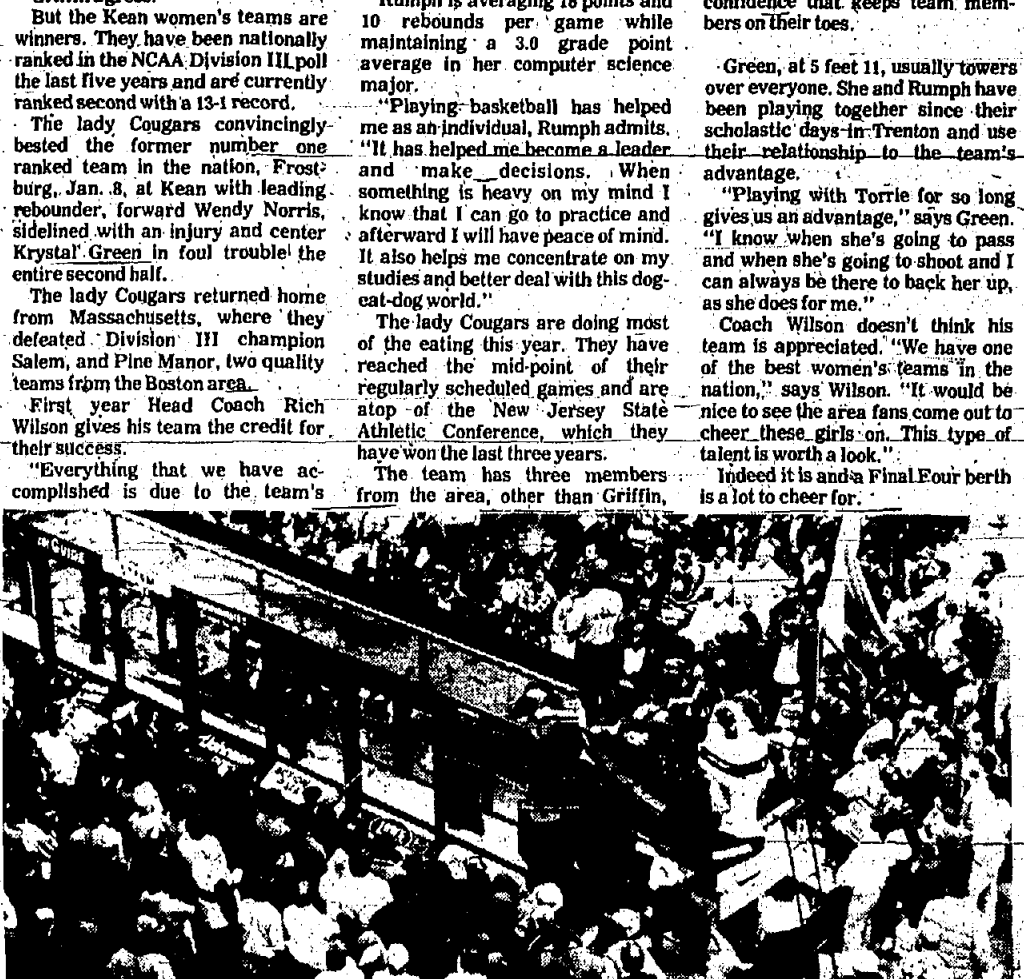 But the Kean women's teams are
winners. They have been nationally
ranked in the NCAA Division III poll
the last five years and are currently
ranked second with a 13-1 record.
The lady Cougars convincingly
bested the former number one
ranked team in the nation, Frost-
burg, Jan. 8, at Kean with leading
rebounder, forward Wendy Norris,
sidelined with an injury and center
Krystal Green in foul trouble the
entire second half.
The lady Cougars returned home
from Massachusetts, where they
defeated Division III champion
Salem, and Pine Manor, two quality
teams from the Boston area.
First year Head Coach Rich
Wilson gives his team the credit for
their success.
"Everything that we have ac-
complished is due to the team's
Rumph is averaging 18 points and
10 rebounds per game while
maintaining a 3.0 grade point
average in her computer science
major.
"Playing basketball has helped
me as an individual, Rumph admits.
"It has helped me become a leader
and make decisions. When
something is heavy on my mind I
know that I can go to practice and
afterward I will have peace of mind.
It also helps me concentrate on my
studies and better deal with this dog-
eat-dog world."
The lady Cougars are doing most
of the eating this year. They have
reached the mid-point of their
regularly scheduled games and are
atop of the New Jersey State
Athletic Conference, which they
have won the last three years.
The team has three members
from the area, other than Griffin,
confidence that keeps team mem-
bers on their toes.
Green, at 5 feet 11, usually towers
over everyone. She and Rumph have
been playing together since their
scholastic days in Trenton and use
their relationship to the team's
advantage.
"Playing with Torrie for so long
gives us an advantage," says Green.
"I know when she's going to pass
and when she's going to shoot and I
can always be there to back her up,
as she does for me."
Coach Wilson doesn't think his
team is appreciated. "We have one
of the best women's teams in the
nation," says Wilson. "It would be
nice to see the area fans come out to
cheer these girls on. This type of
talent is worth a look."
Indeed it is and a Final Four berth
is a lot to cheer for.
GUIDE